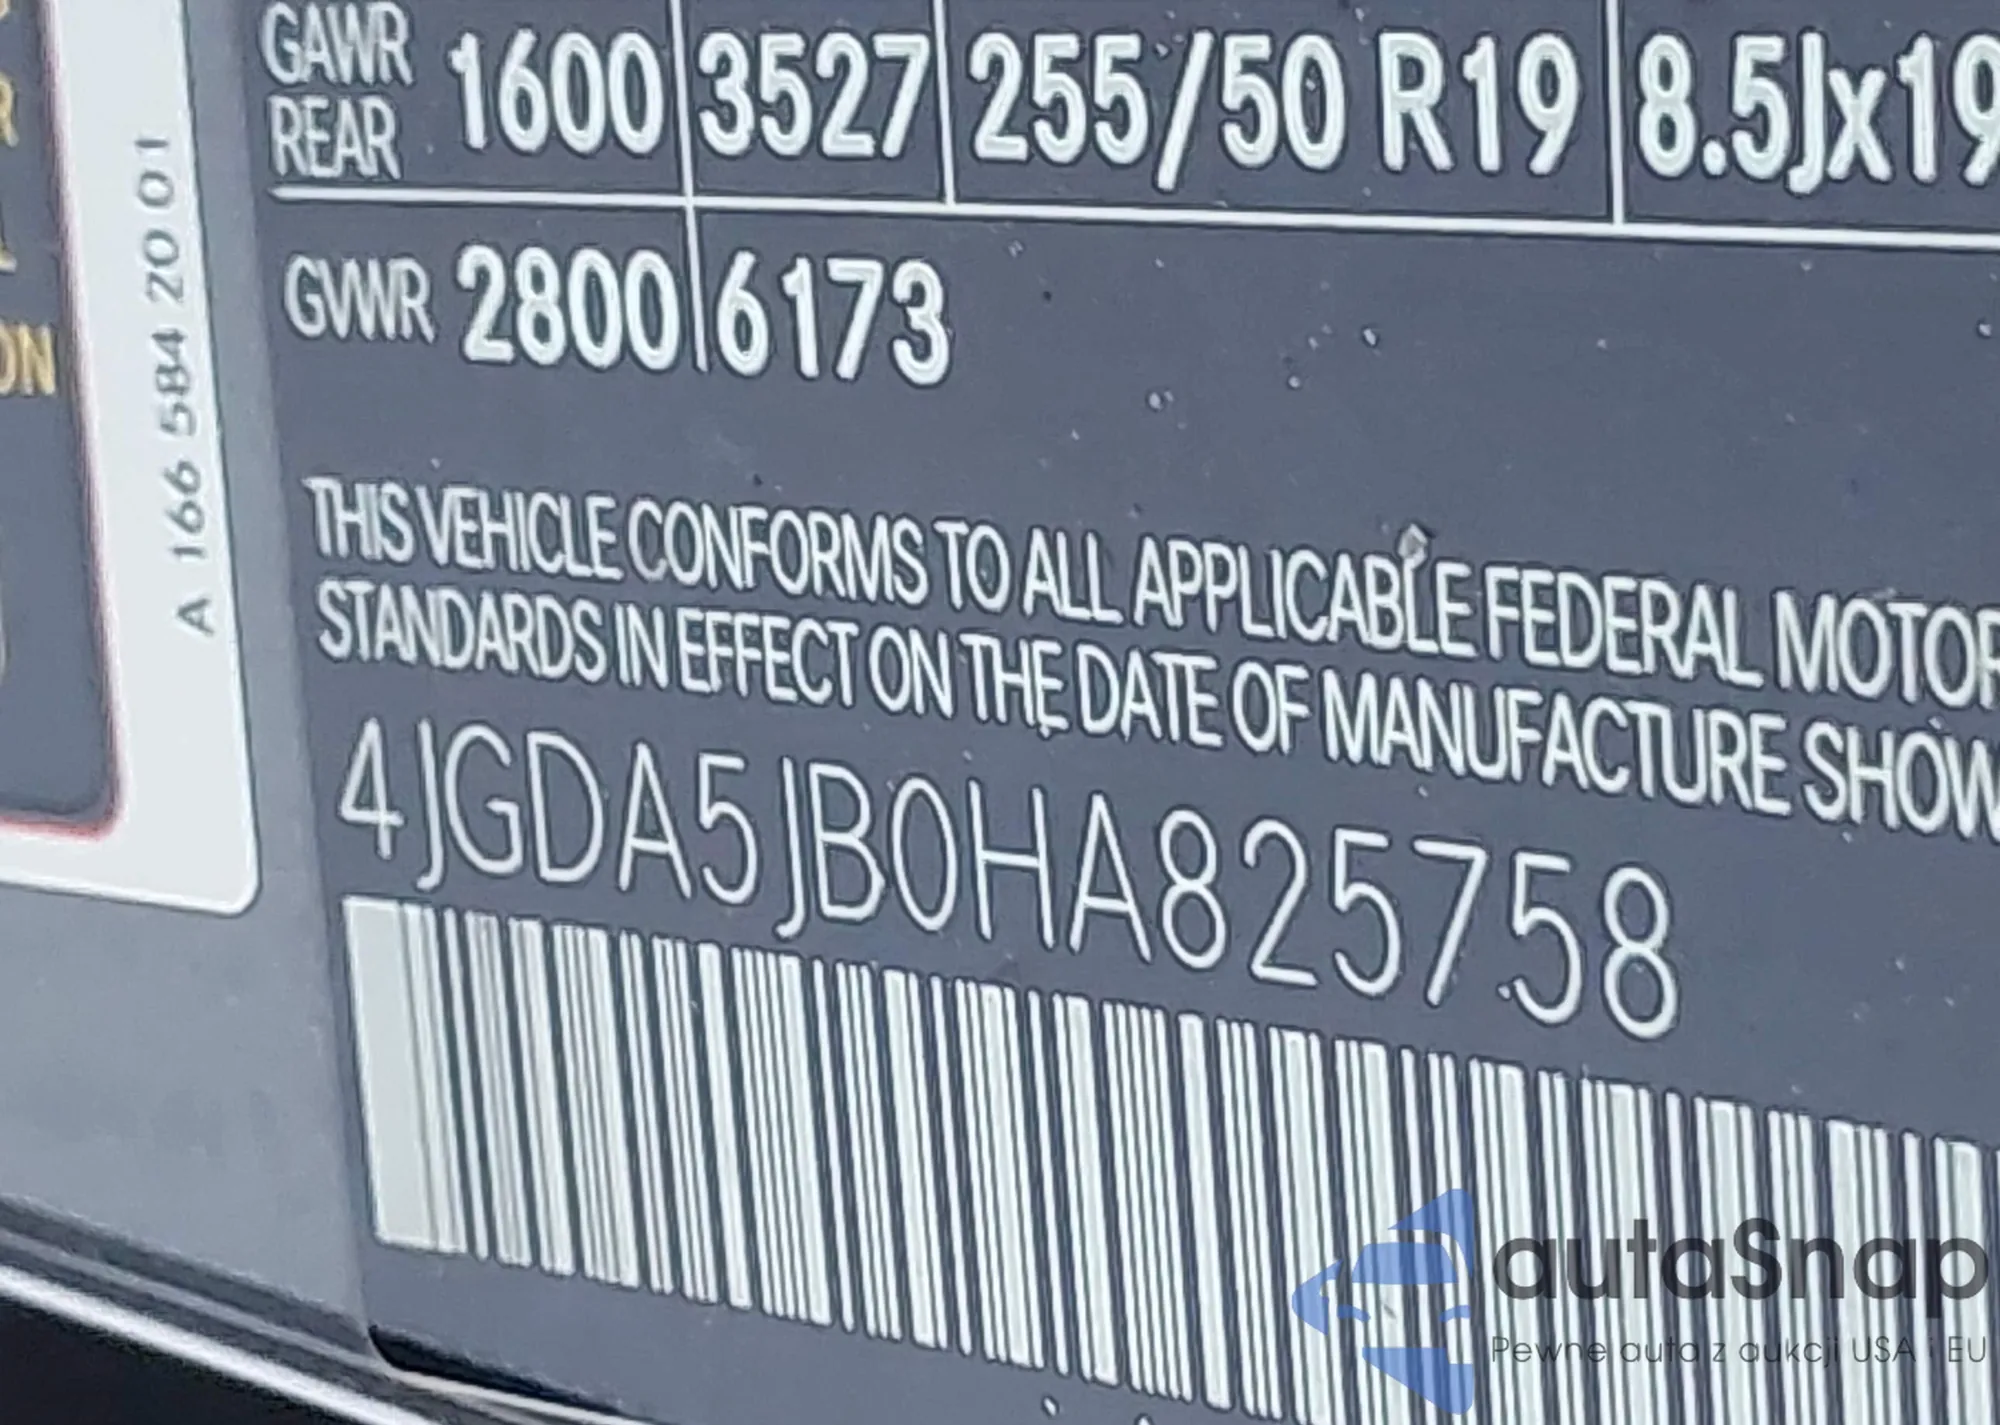 R
ON
A 166 584 20 01
GAWR REAR 1600 3527 255/50 R19 8.5Jx19
GVWR 2800 6173
THIS VEHICLE CONFORMS TO ALL APPLICABLE FEDERAL MOTOR
STANDARDS IN EFFECT ON THE DATE OF MANUFACTURE SHOW
4JGDA5JB0HA825758
autaSnap
Pewne auta z aukcji USA i EU